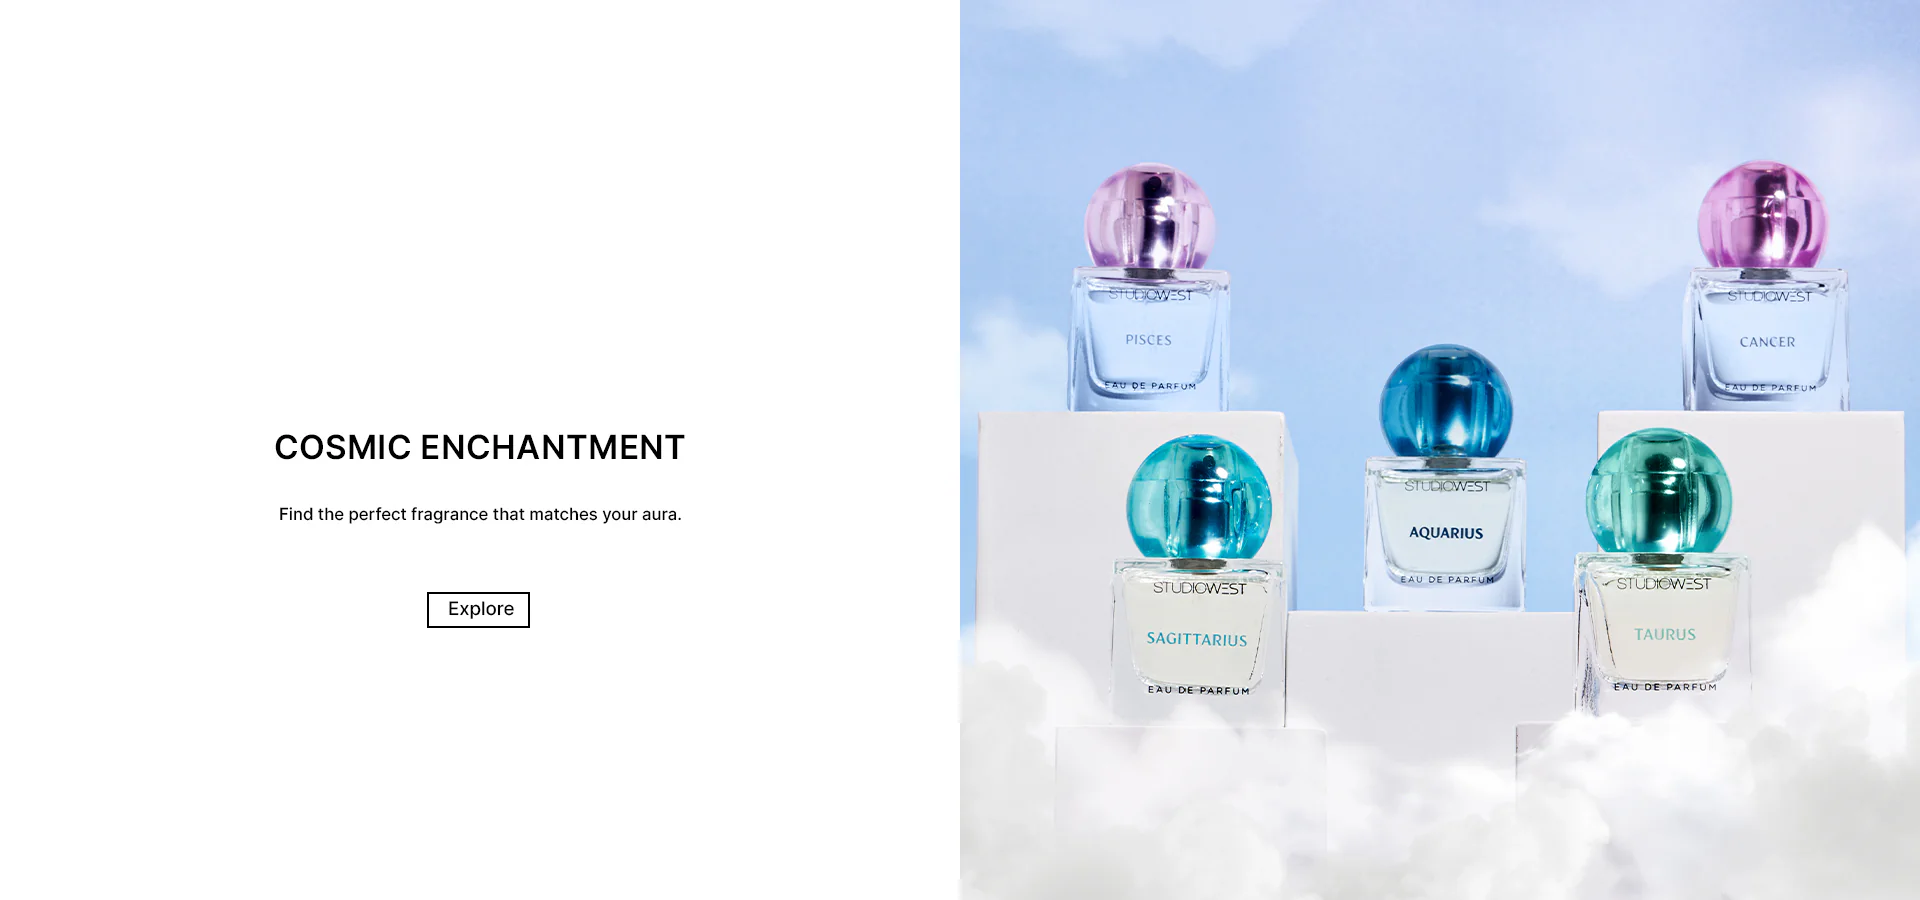 COSMIC ENCHANTMENT
Find the perfect fragrance that matches your aura.
Explore
STUDIOWEST
PISCES
EAU DE PARFUM
STUDIOWEST
CANCER
EAU DE PARFUM
STUDIOWEST
AQUARIUS
EAU DE PARFUM
STUDIOWEST
SAGITTARIUS
EAU DE PARFUM
STUDIOWEST
TAURUS
EAU DE PARFUM